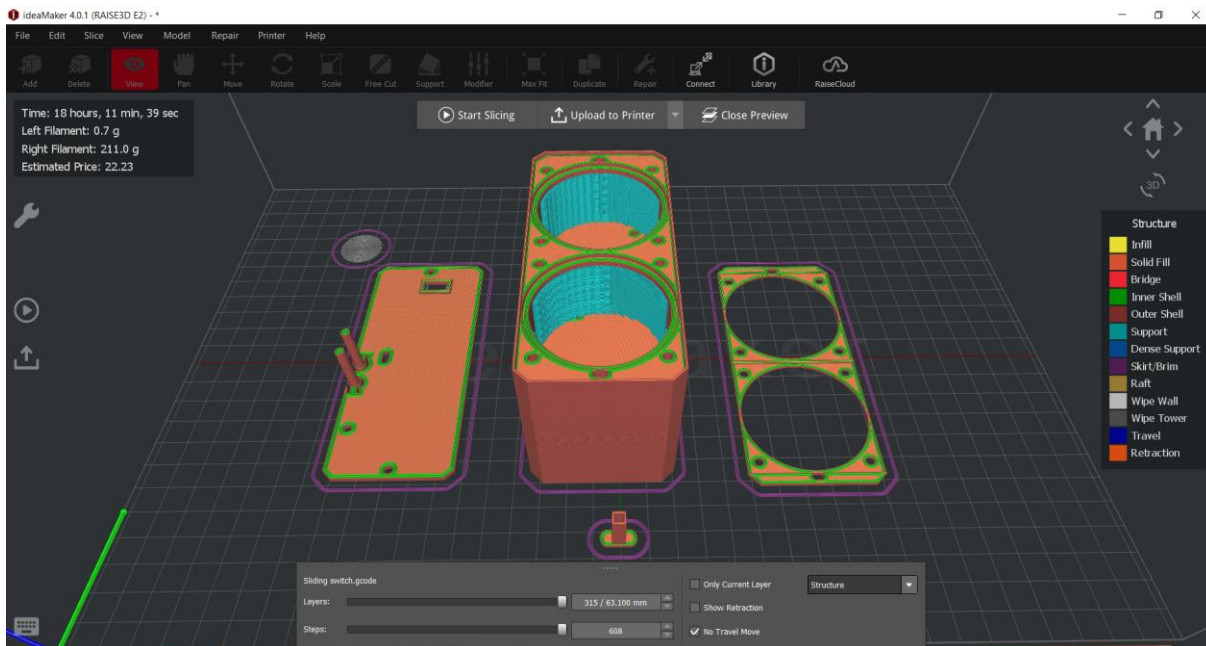 ideaMaker 4.0.1 (RAISE3D E2) - *
File Edit Slice View Model Repair Printer Help
Add Delete View Pan Move Rotate Scale Free Cut Support Modifier Max Fit Duplicate Repair Connect Library RaiseCloud
Time: 18 hours, 11 min, 39 sec
Left Filament: 0.7 g
Right Filament: 211.0 g
Estimated Price: 22.23
Start Slicing Upload to Printer Close Preview
3D
Structure
Infill
Solid Fill
Bridge
Inner Shell
Outer Shell
Support
Dense Support
Skirt/Brim
Raft
Wipe Wall
Wipe Tower
Travel
Retraction
Sliding switch.gcode
Layers: 315 / 63.100 mm
Steps: 608
Only Current Layer Structure
Show Retraction
No Travel Move